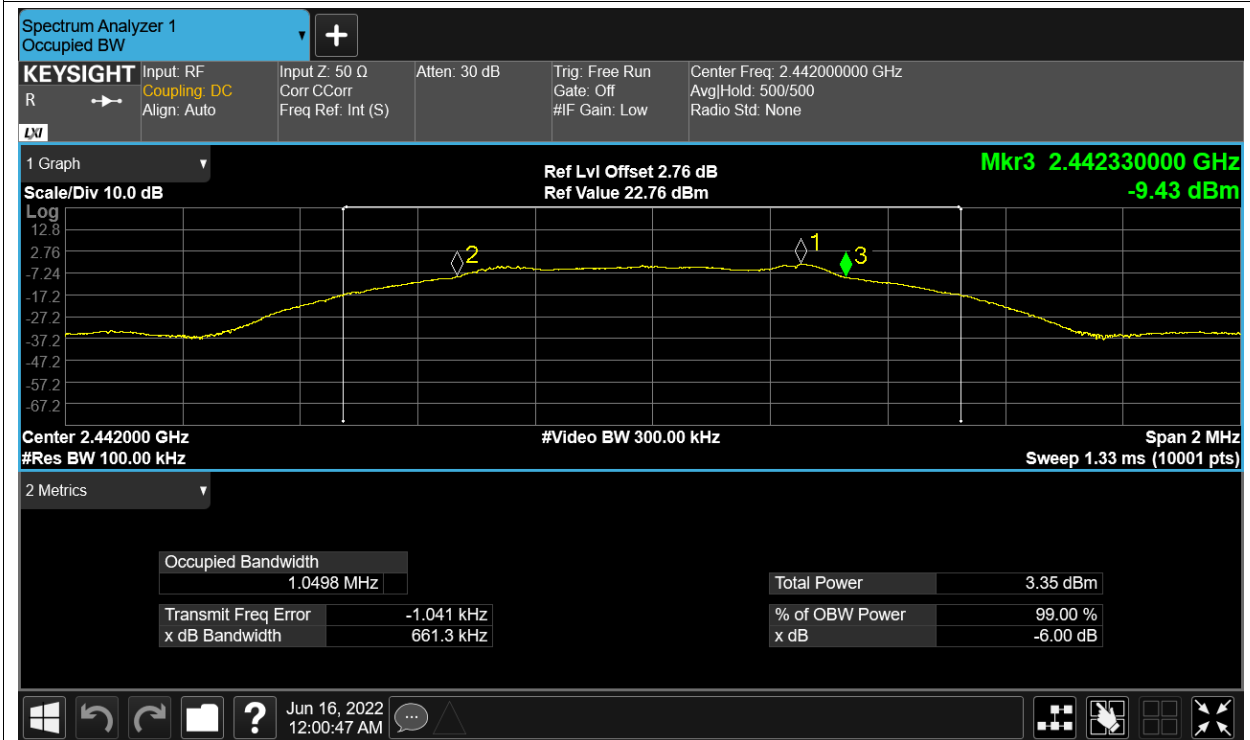 Spectrum Analyzer 1
Occupied BW
+
KEYSIGHT Input: RF Input Z: 50 Ω Atten: 30 dB Trig: Free Run Center Freq: 2.442000000 GHz
R Coupling: DC Corr CCorr Gate: Off Avg|Hold: 500/500
Align: Auto Freq Ref: Int (S) #IF Gain: Low Radio Std: None
LXI
1 Graph
Ref Lvl Offset 2.76 dB Mkr3 2.442330000 GHz
Scale/Div 10.0 dB Ref Value 22.76 dBm -9.43 dBm
Log
12.8
1
2.76 2 3
-7.24
-17.2
-27.2
-37.2
-47.2
-57.2
-67.2
Center 2.442000 GHz #Video BW 300.00 kHz Span 2 MHz
#Res BW 100.00 kHz Sweep 1.33 ms (10001 pts)
2 Metrics
Occupied Bandwidth
1.0498 MHz Total Power 3.35 dBm
Transmit Freq Error -1.041 kHz % of OBW Power 99.00 %
x dB Bandwidth 661.3 kHz x dB -6.00 dB
? Jun 16, 2022
12:00:47 AM